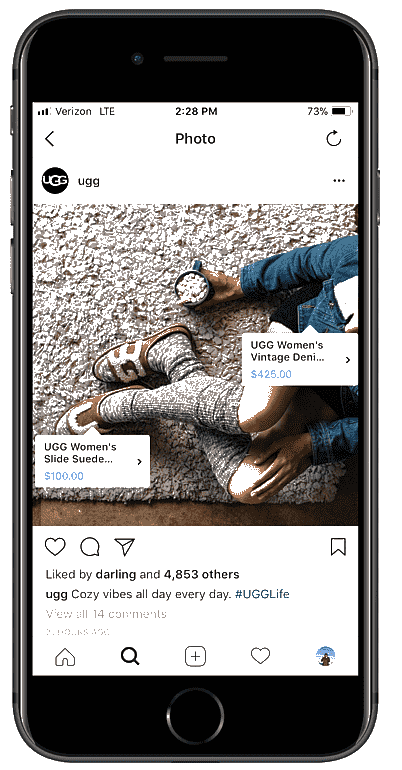 Verizon LTE 2:28 PM 73%
Photo
UGG ugg
UGG Women's
Vintage Deni...
$425.00
UGG Women's
Slide Suede...
$100.00
Liked by darling and 4,853 others
ugg Cozy vibes all day every day. #UGGLife
View all 14 comments
HOURS AGO